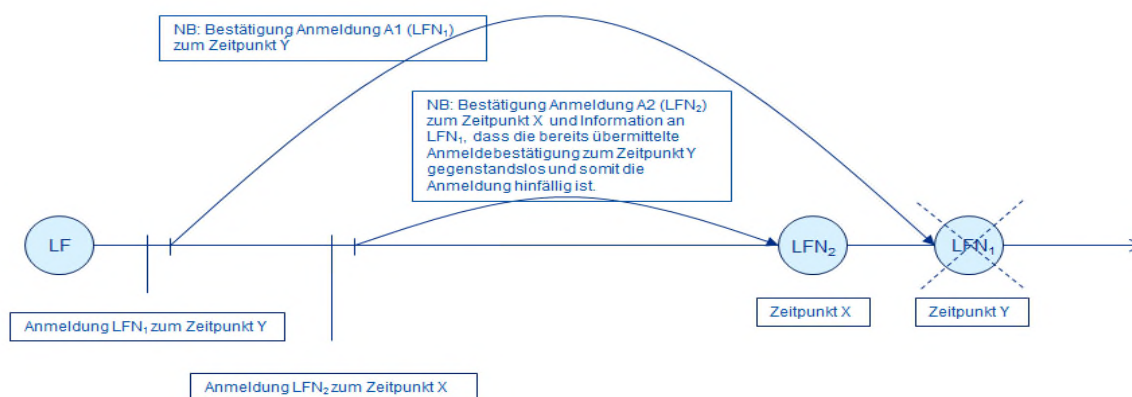 NB: Bestätigung Anmeldung A1 (LFN₁)
zum Zeitpunkt Y
NB: Bestätigung Anmeldung A2 (LFN₂)
zum Zeitpunkt X und Information an
LFN₁, dass die bereits übermittelte
Anmeldebestätigung zum Zeitpunkt Y
gegenstandslos und somit die
Anmeldung hinfällig ist.
LF
LFN₂
LFN₁
Zeitpunkt X
Zeitpunkt Y
Anmeldung LFN₁ zum Zeitpunkt Y
Anmeldung LFN₂ zum Zeitpunkt X